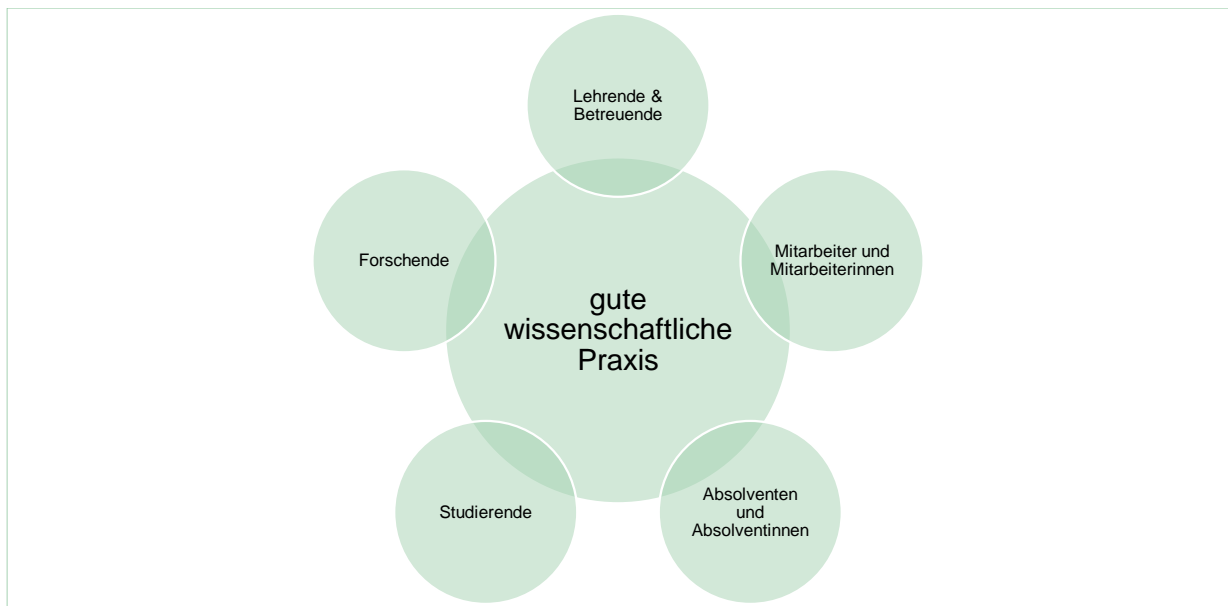 Lehrende &
Betreuende
Forschende
Mitarbeiter und
Mitarbeiterinnen
gute
wissenschaftliche
Praxis
Studierende
Absolventen
und
Absolventinnen